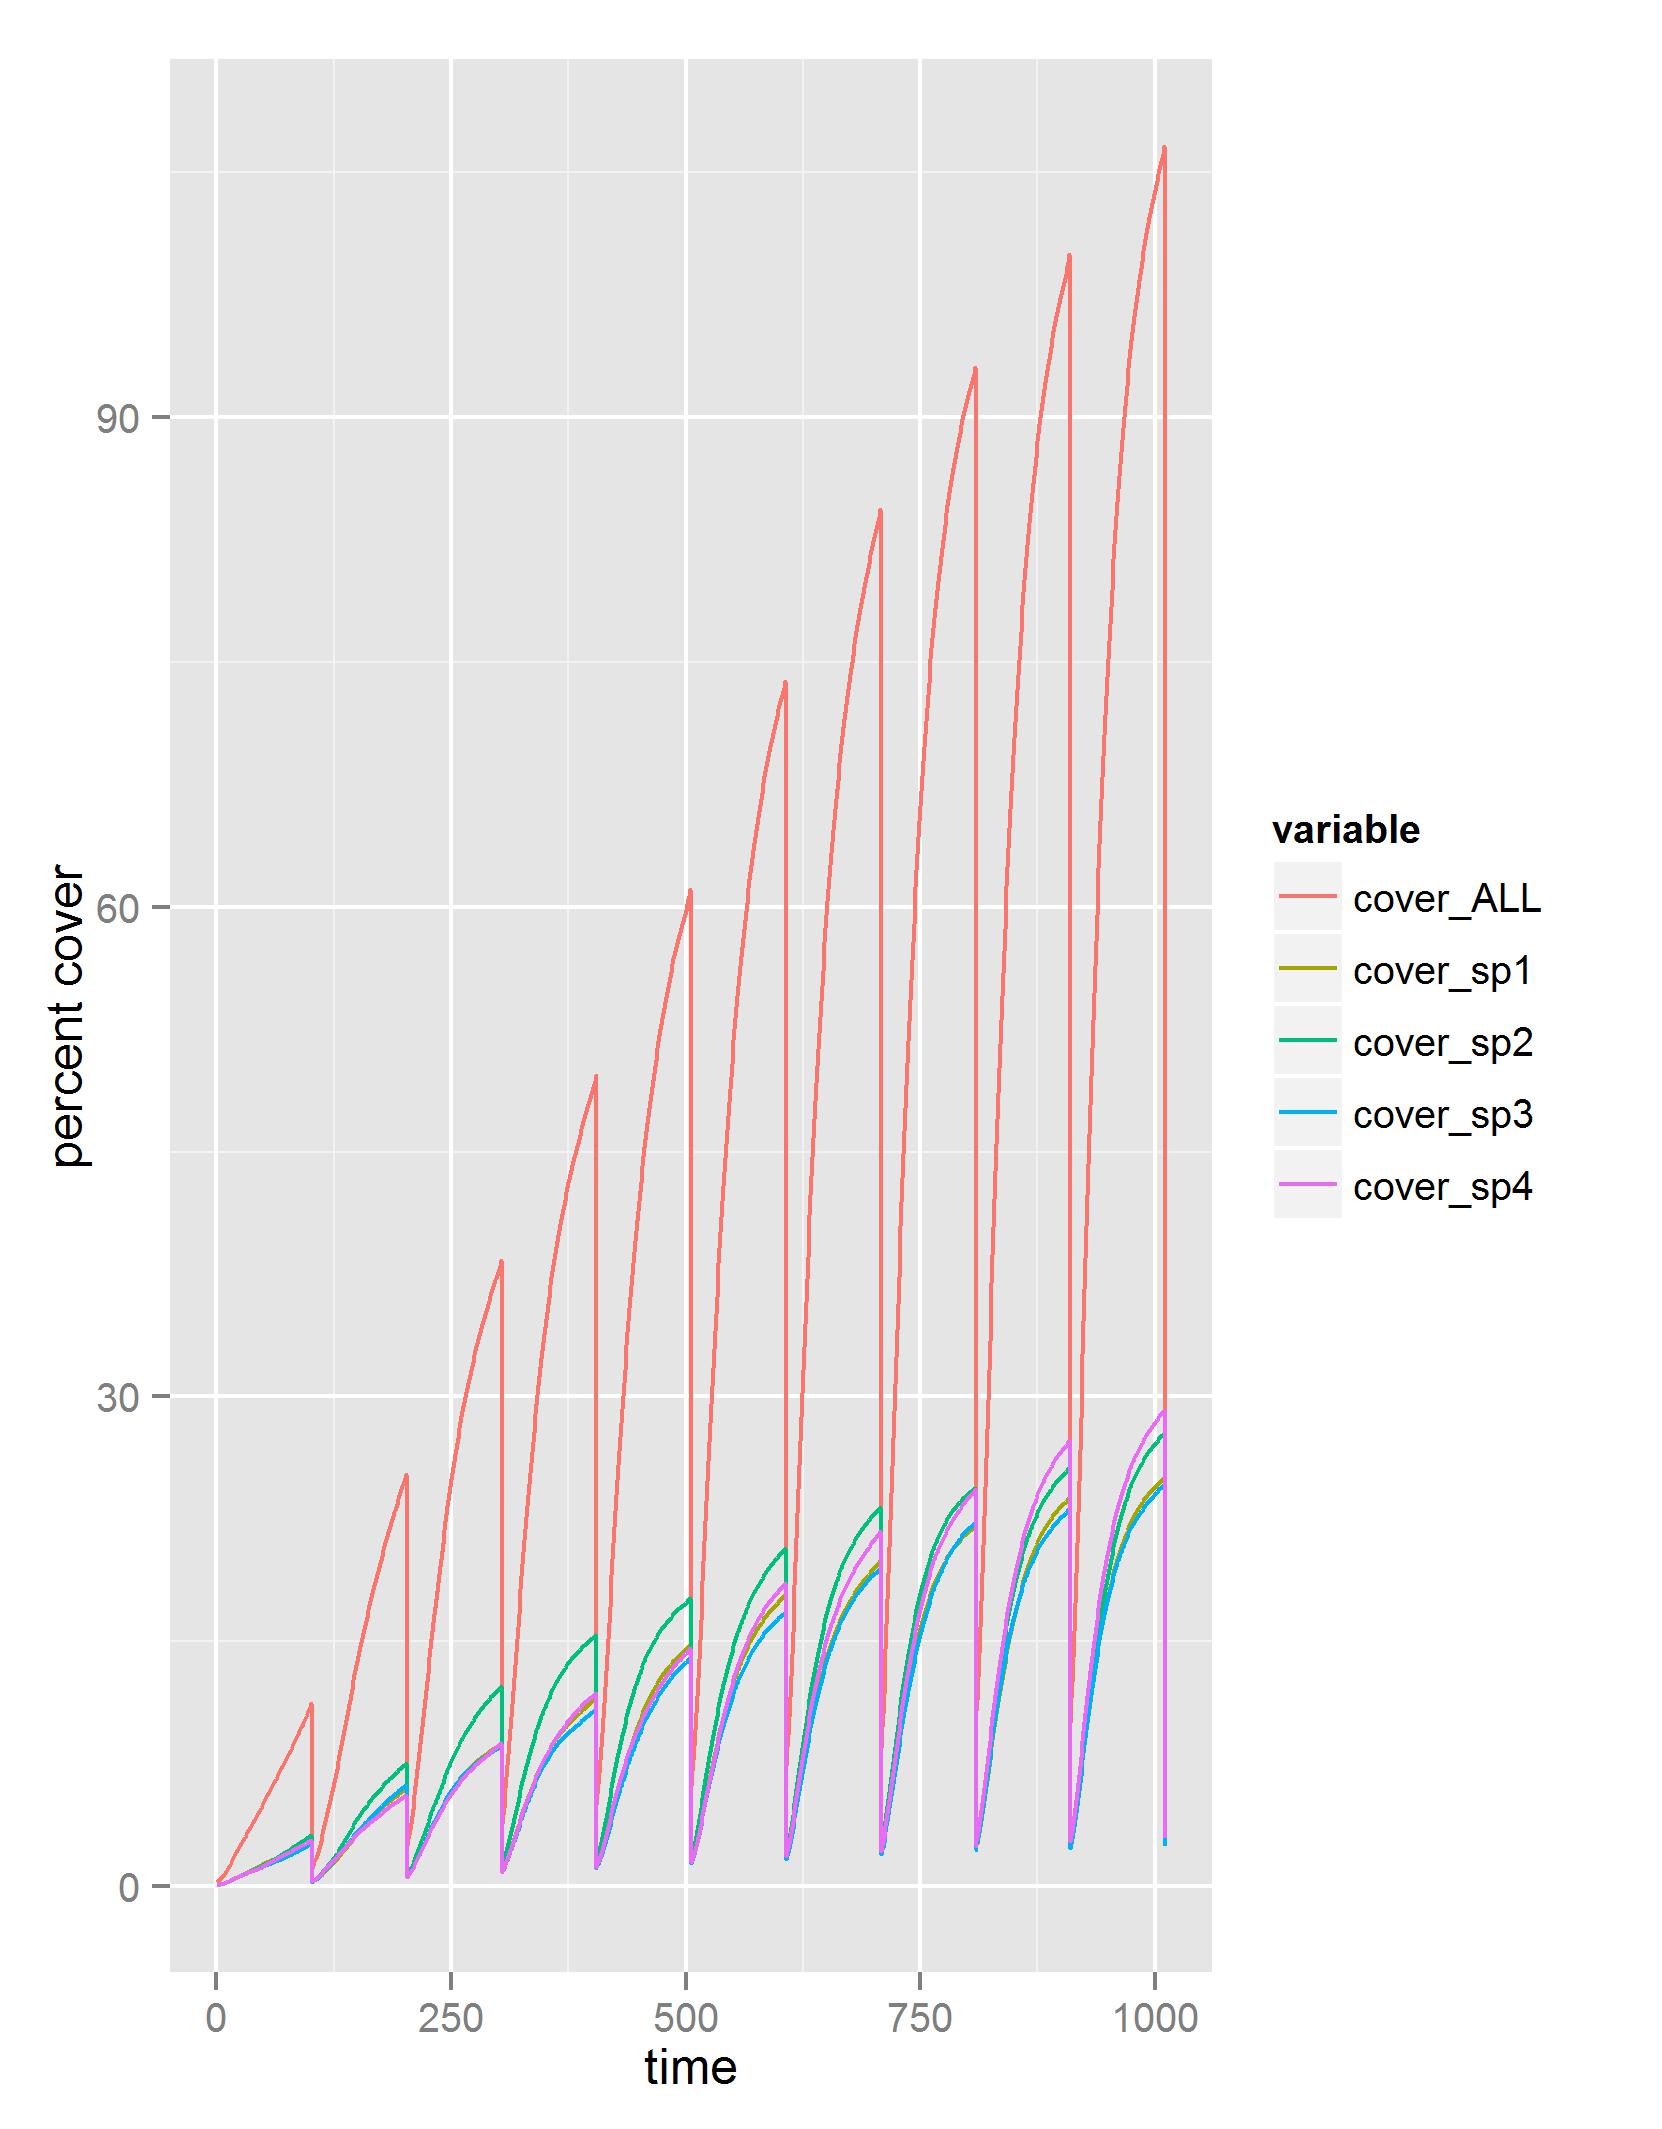 percent cover
90
60
30
0
0 250 500 750 1000
time
variable
cover_ALL
cover_sp1
cover_sp2
cover_sp3
cover_sp4